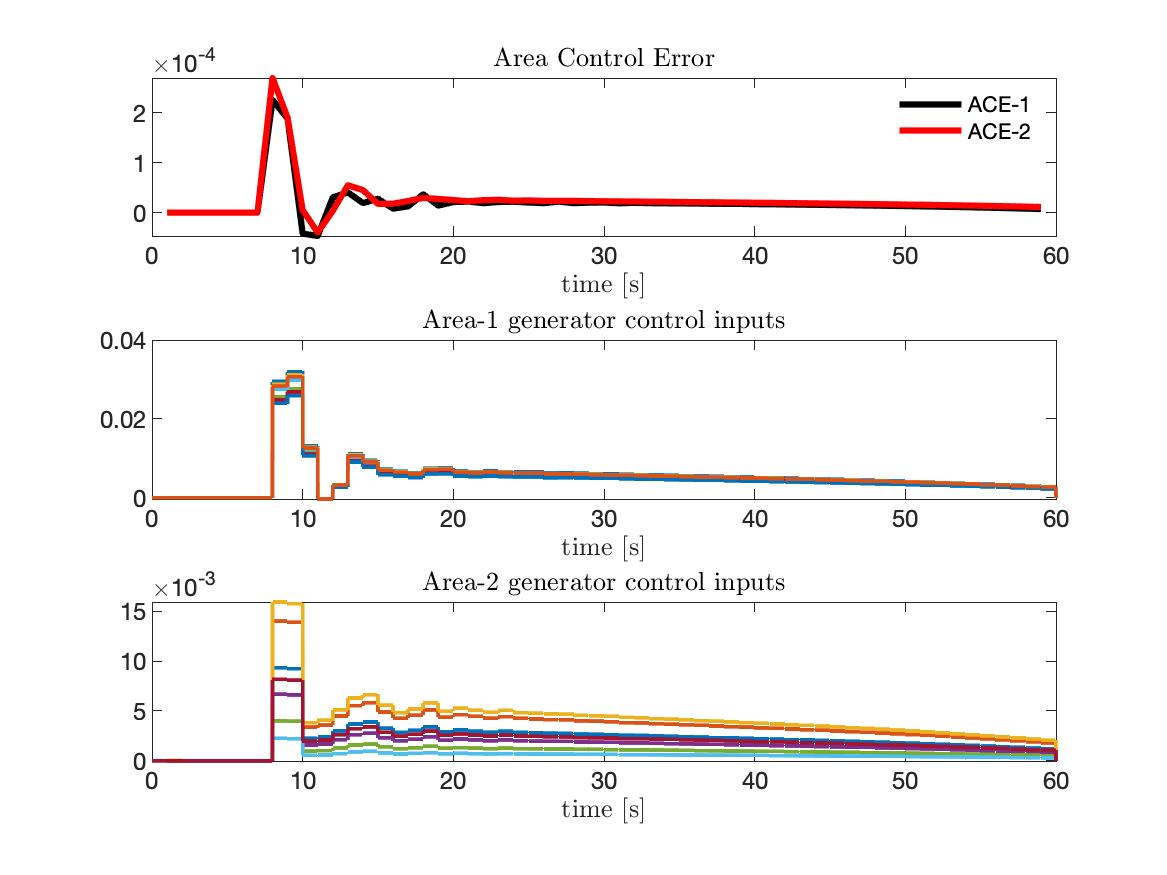 Area Control Error
×10-4
2
1
0
ACE-1
ACE-2
0 10 20 30 40 50 60
time [s]
Area-1 generator control inputs
0.04
0.02
0
0 10 20 30 40 50 60
time [s]
Area-2 generator control inputs
×10-3
15
10
5
0
0 10 20 30 40 50 60
time [s]